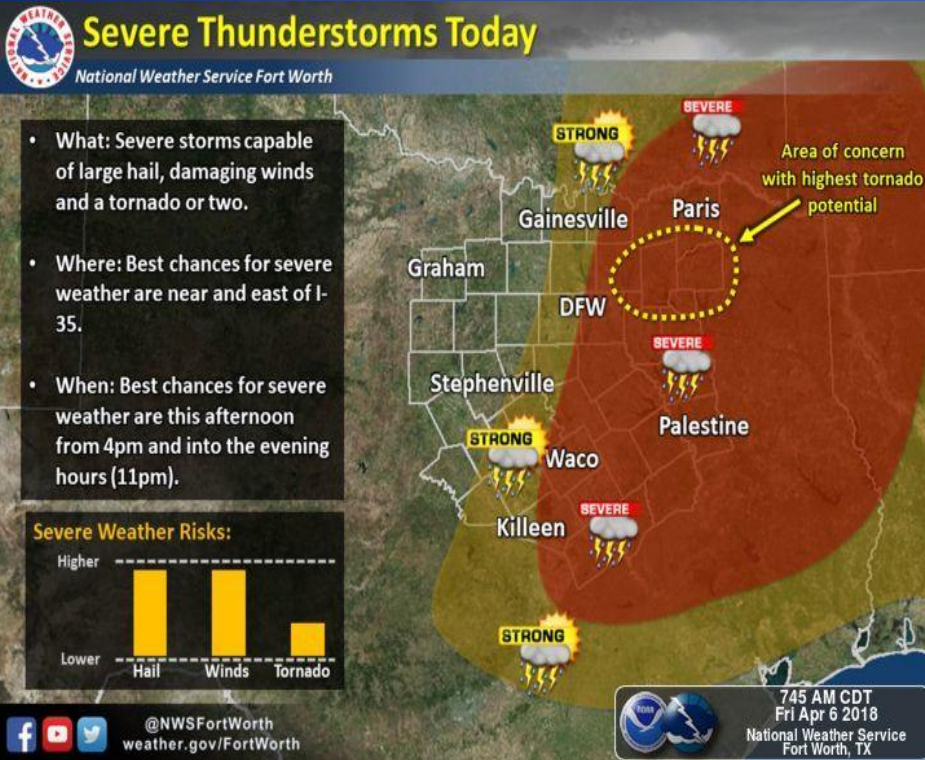 Severe Thunderstorms Today
NATIONAL WEATHER SERVICE
National Weather Service Fort Worth
• What: Severe storms capable
of large hail, damaging winds
and a tornado or two.
• Where: Best chances for severe
weather are near and east of I-
35.
• When: Best chances for severe
weather are this afternoon
from 4pm and into the evening
hours (11pm).
Severe Weather Risks:
Higher
Lower
Hail Winds Tornado
SEVERE
STRONG
Area of concern
with highest tornado
potential
Gainesville
Paris
Graham
DFW
SEVERE
Stephenville
Palestine
STRONG
Waco
SEVERE
Killeen
STRONG
@NWSFortWorth
weather.gov/FortWorth
NOAA
745 AM CDT
Fri Apr 6 2018
National Weather Service
Fort Worth, TX